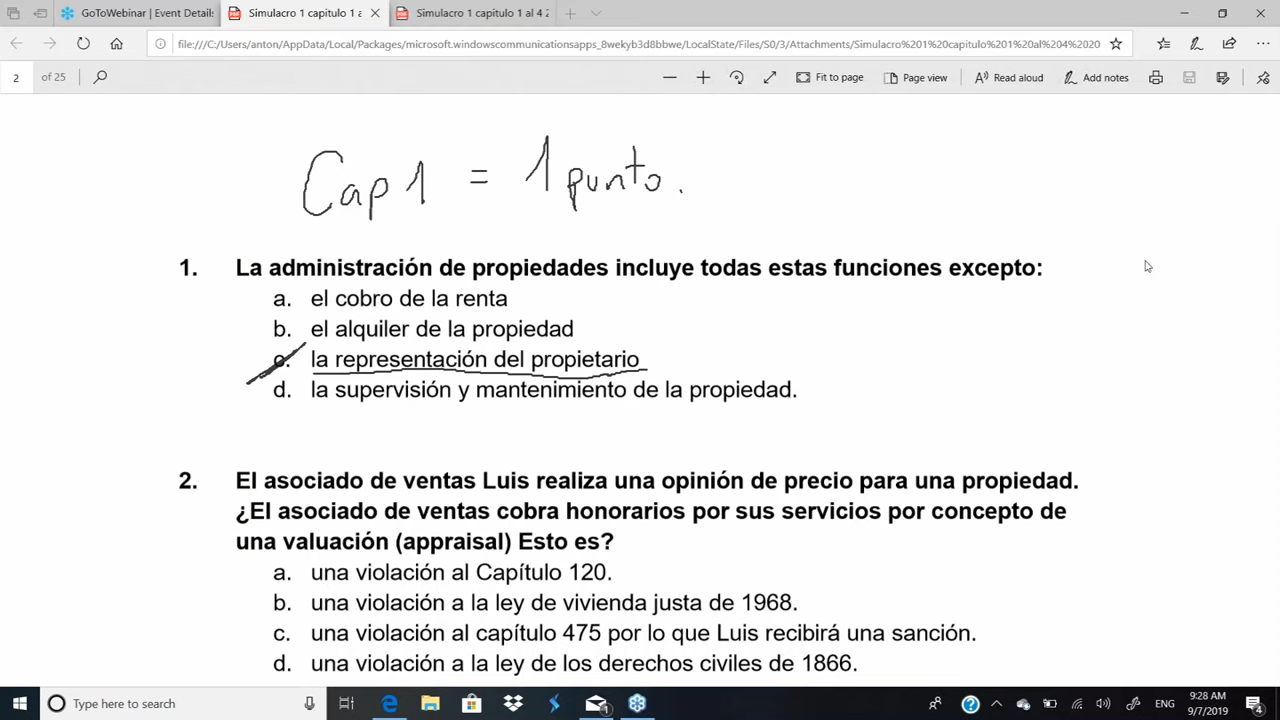 GoToWebinar | Event Details
Simulacro 1 capitulo 1 a
Simulacro 1 capitulo 1 al 4 2
file:///C:/Users/anton/AppData/Local/Packages/microsoft.windowscommunicationsapps_8wekyb3d8bbwe/LocalState/Files/S0/3/Attachments/Simulacro%201%20capitulo%201%20al%204%2020
2 of 25
Fit to page
Page view
Read aloud
Add notes
Cap 1 = 1 punto.
1. La administración de propiedades incluye todas estas funciones excepto:
a. el cobro de la renta
b. el alquiler de la propiedad
c. la representación del propietario
d. la supervisión y mantenimiento de la propiedad.
2. El asociado de ventas Luis realiza una opinión de precio para una propiedad.
¿El asociado de ventas cobra honorarios por sus servicios por concepto de
una valuación (appraisal) Esto es?
a. una violación al Capítulo 120.
b. una violación a la ley de vivienda justa de 1968.
c. una violación al capítulo 475 por lo que Luis recibirá una sanción.
d. una violación a la ley de los derechos civiles de 1866.
Type here to search
ENG
9:28 AM
9/7/2019